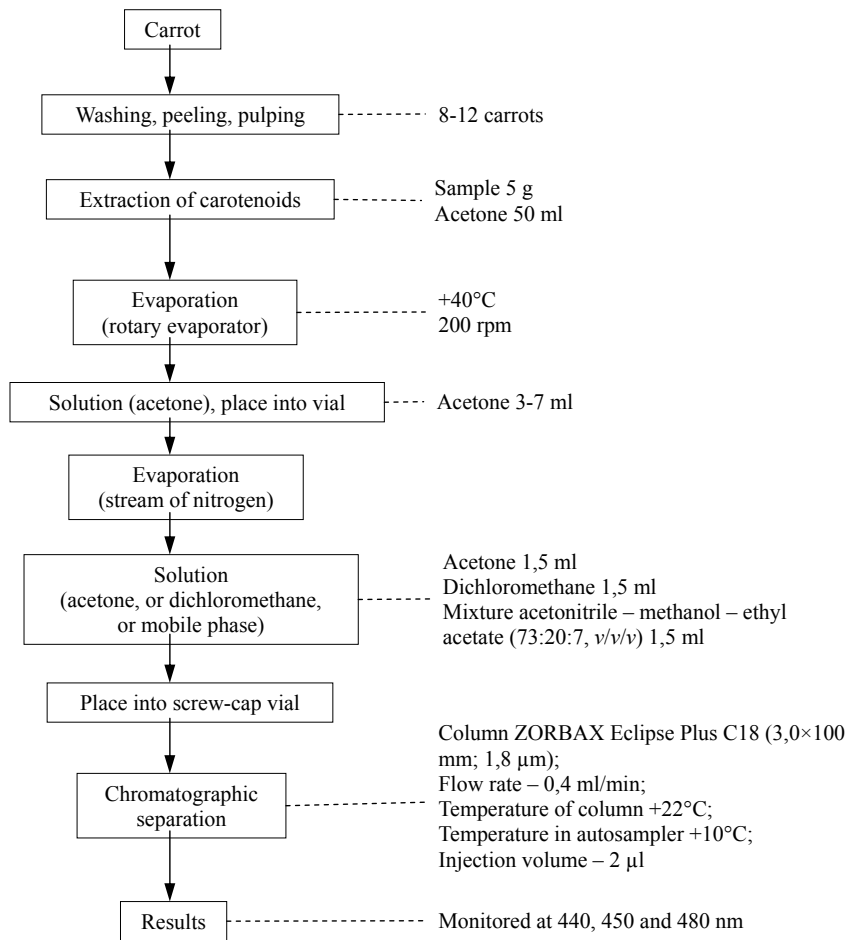 Carrot
Washing, peeling, pulping
8-12 carrots
Extraction of carotenoids
Sample 5 g
Acetone 50 ml
Evaporation
(rotary evaporator)
+40°C
200 rpm
Solution (acetone), place into vial
Acetone 3-7 ml
Evaporation
(stream of nitrogen)
Solution
(acetone, or dichloromethane,
or mobile phase)
Acetone 1,5 ml
Dichloromethane 1,5 ml
Mixture acetonitrile – methanol – ethyl
acetate (73:20:7, v/v/v) 1,5 ml
Place into screw-cap vial
Chromatographic
separation
Column ZORBAX Eclipse Plus C18 (3,0×100
mm; 1,8 µm);
Flow rate – 0,4 ml/min;
Temperature of column +22°C;
Temperature in autosampler +10°C;
Injection volume – 2 µl
Results
Monitored at 440, 450 and 480 nm